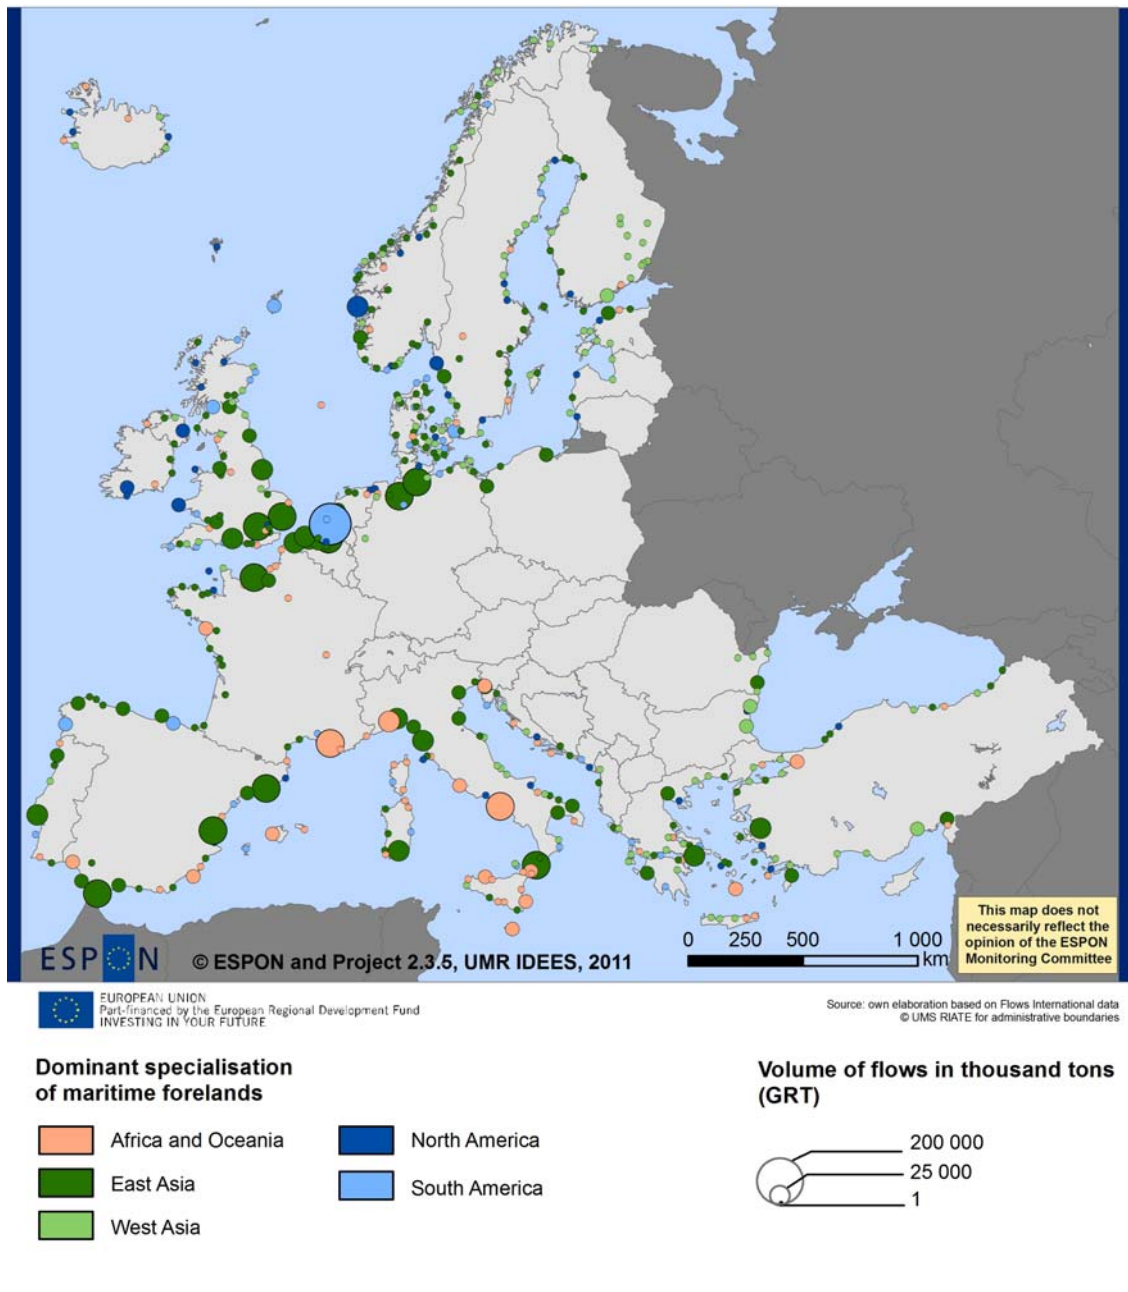 This map does not
necessarily reflect the
opinion of the ESPON
Monitoring Committee
0 250 500 1 000
km
ESPON
© ESPON and Project 2.3.5, UMR IDEES, 2011
EUROPEAN UNION
Part-financed by the European Regional Development Fund
INVESTING IN YOUR FUTURE
Source: own elaboration based on Flows International data
© UMS RIATE for administrative boundaries
Dominant specialisation
of maritime forelands
Africa and Oceania
East Asia
West Asia
North America
South America
Volume of flows in thousand tons
(GRT)
200 000
25 000
1